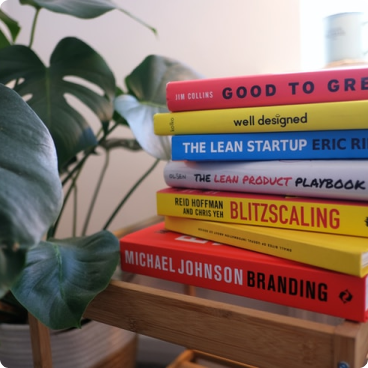 JIM COLLINS GOOD TO GRE
well designed
THE LEAN STARTUP ERIC RI
OLSEN THE LEAN PRODUCT PLAYBOOK
REID HOFFMAN
AND CHRIS YEH BLITZSCALING
MICHAEL JOHNSON BRANDING